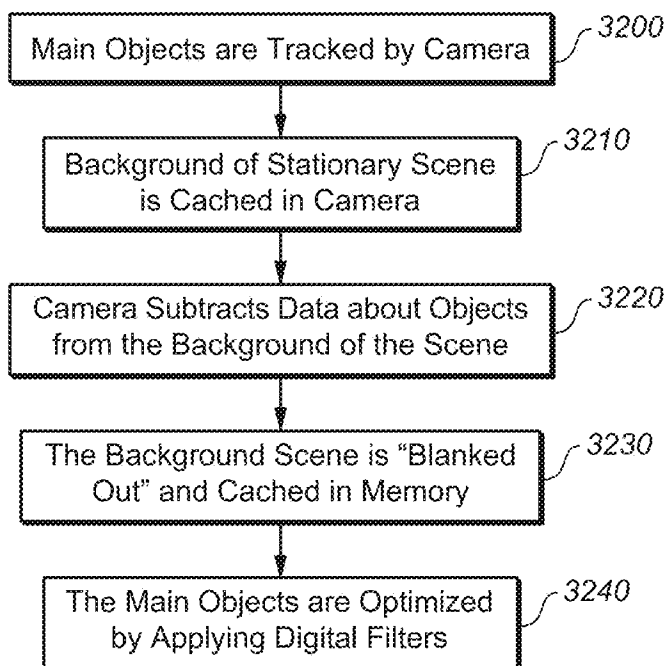 3200
Main Objects are Tracked by Camera
3210
Background of Stationary Scene
is Cached in Camera
3220
Camera Subtracts Data about Objects
from the Background of the Scene
3230
The Background Scene is “Blanked
Out” and Cached in Memory
3240
The Main Objects are Optimized
by Applying Digital Filters